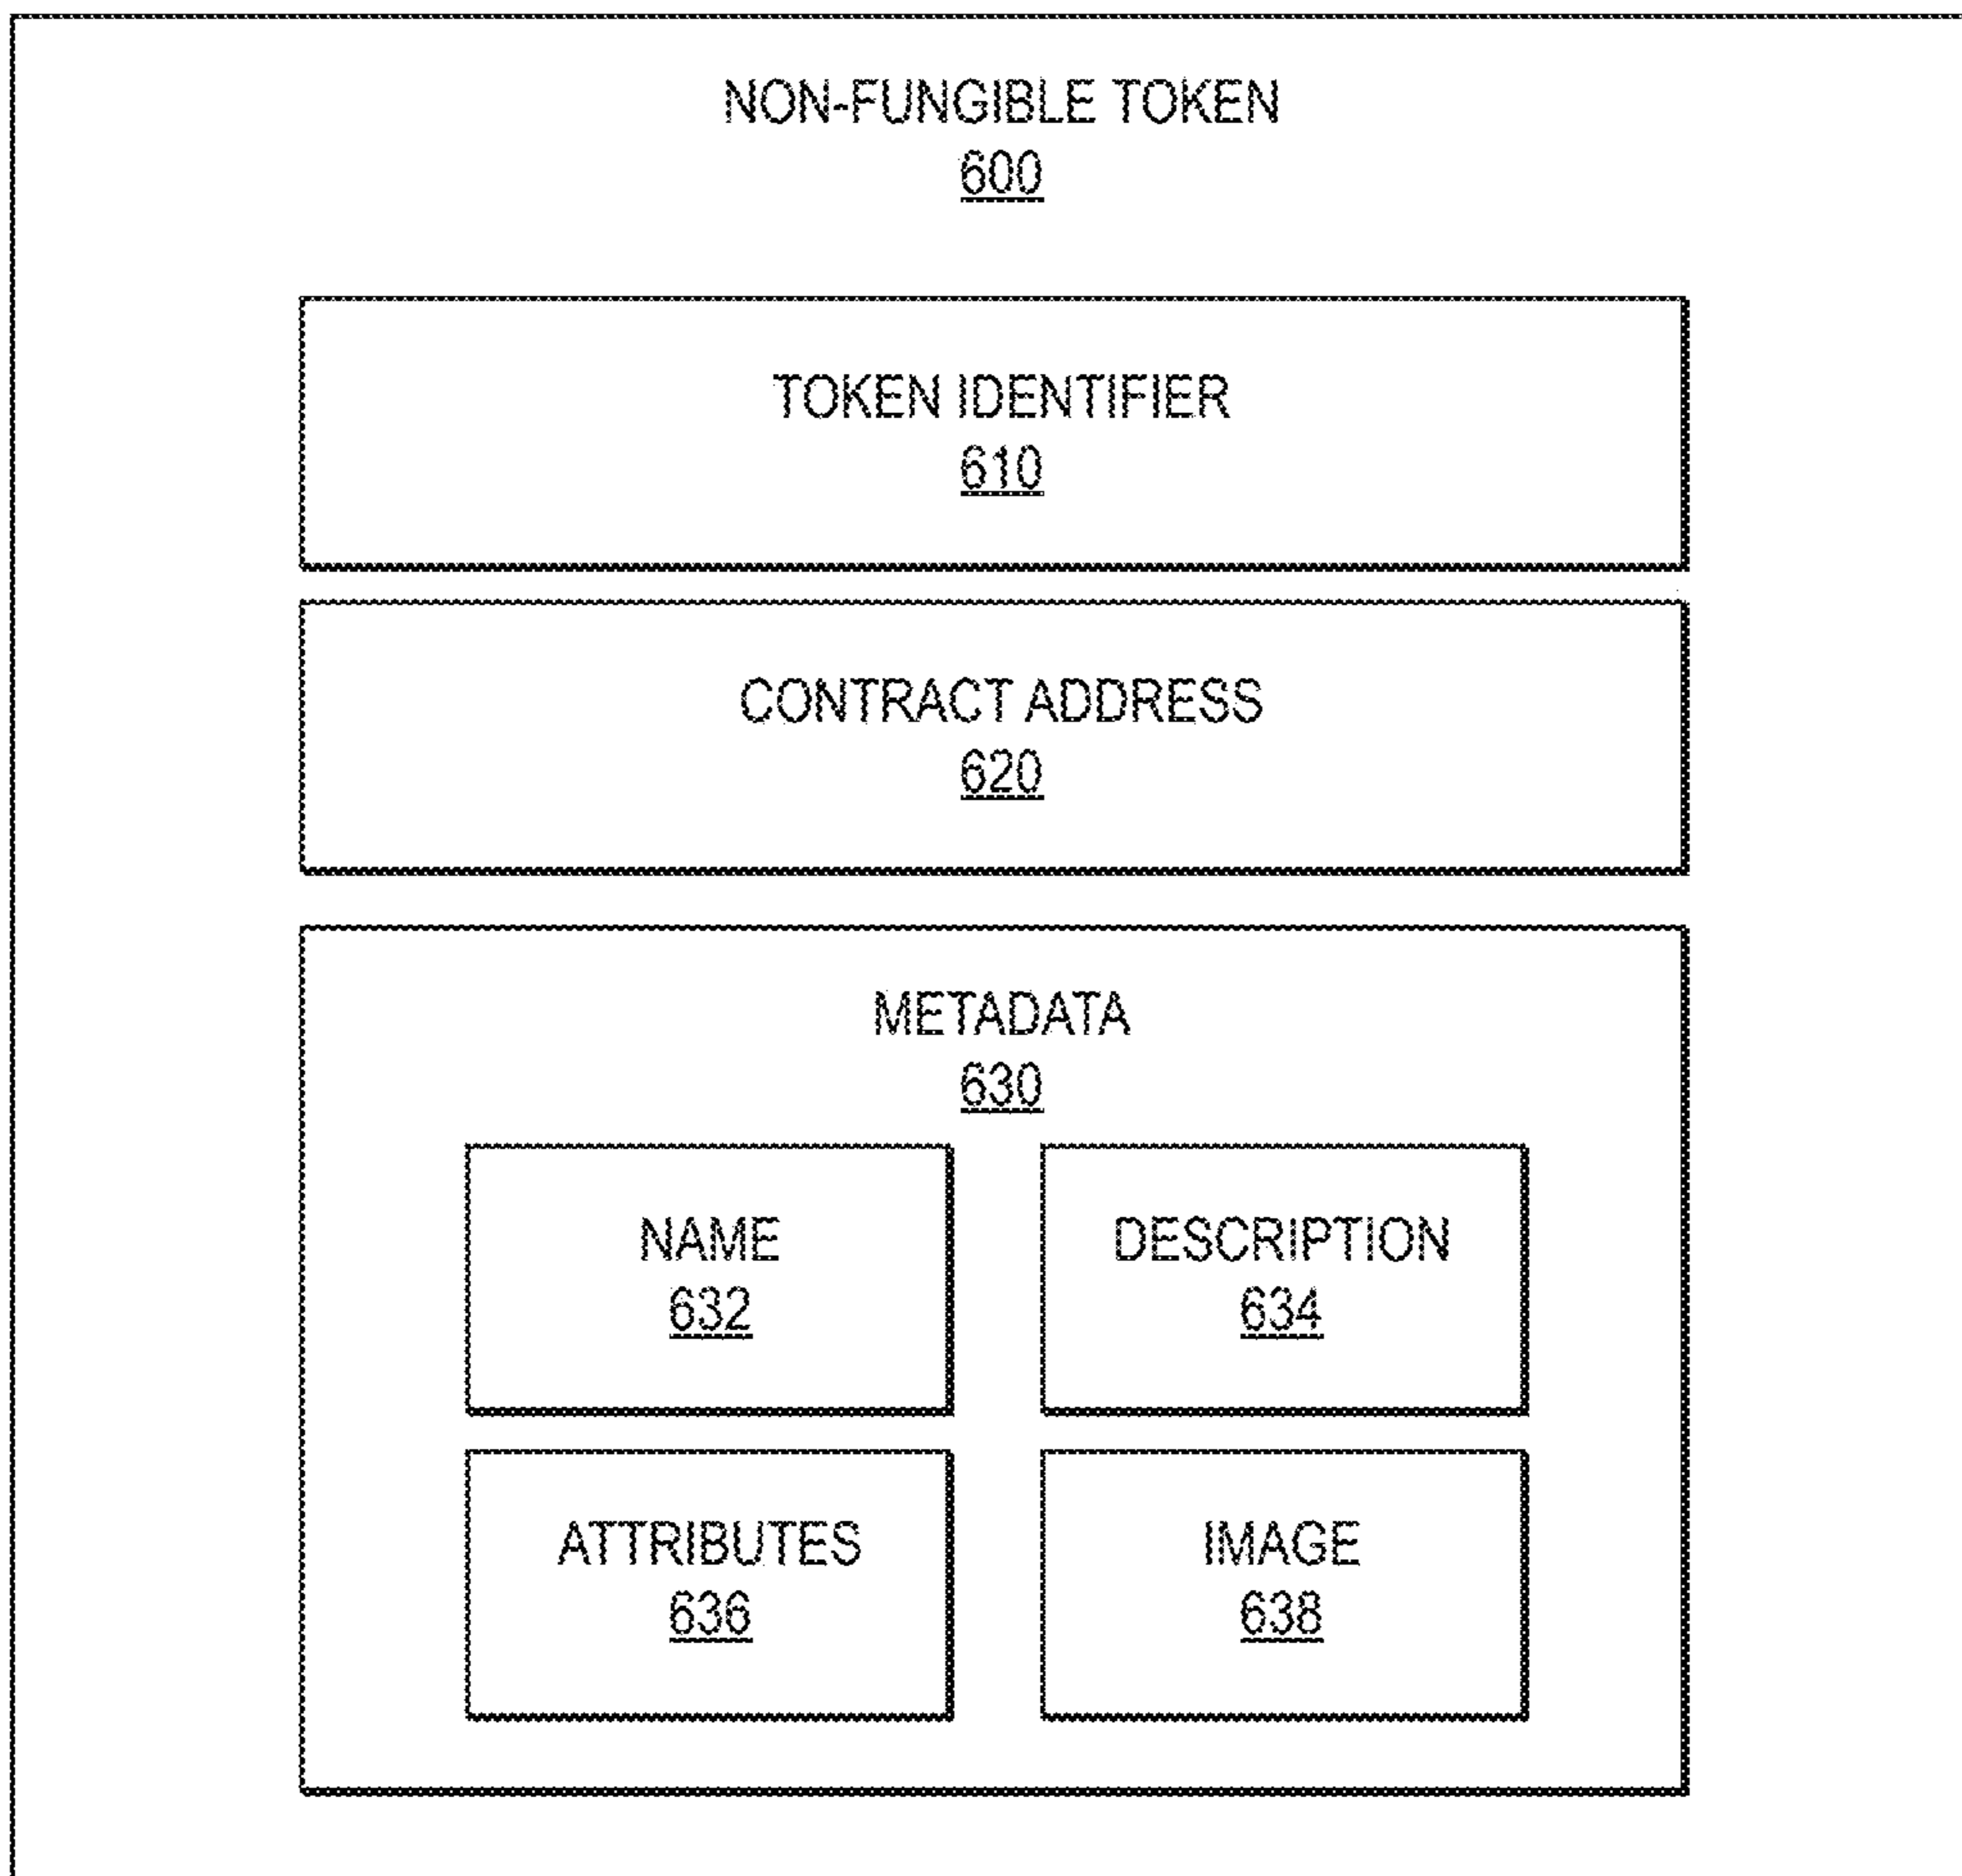 NON-FUNGIBLE TOKEN
600
TOKEN IDENTIFIER
610
CONTRACT ADDRESS
620
METADATA
630
NAME
632
DESCRIPTION
634
ATTRIBUTES
636
IMAGE
638